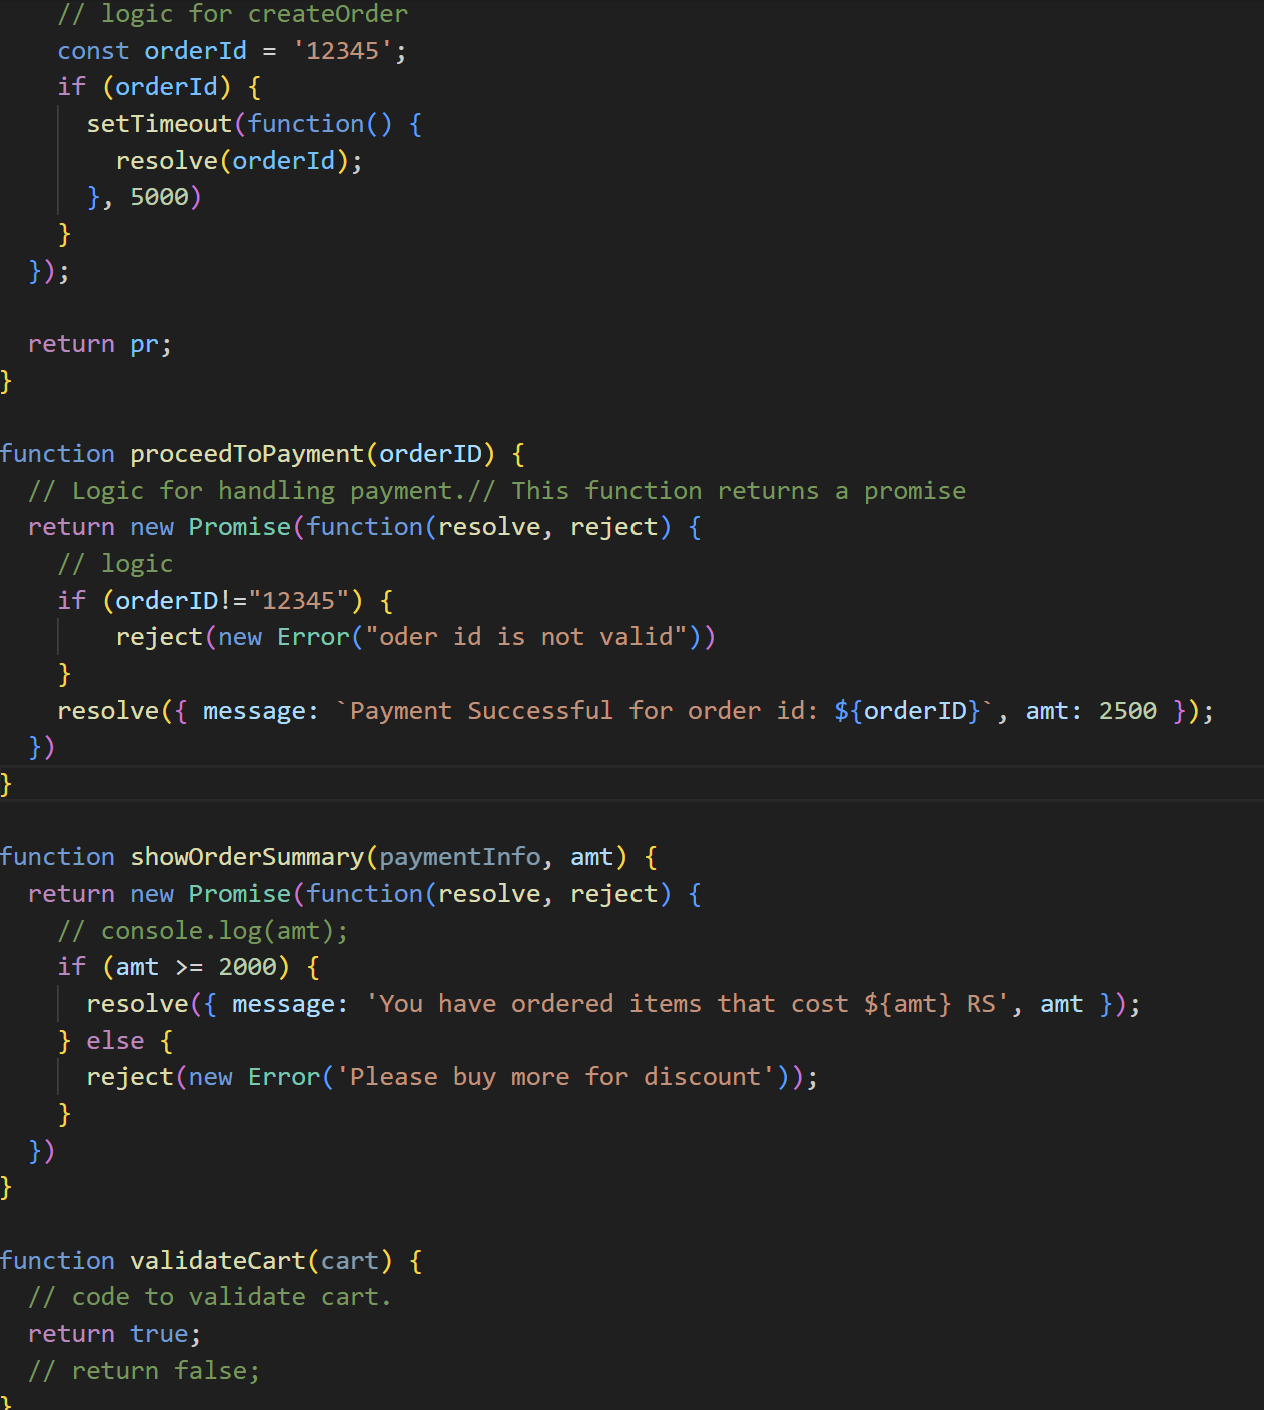 // logic for createOrder
const orderId = '12345';
if (orderId) {
setTimeout(function() {
resolve(orderId);
}, 5000)
}
});
return pr;
}
function proceedToPayment(orderID) {
// Logic for handling payment.// This function returns a promise
return new Promise(function(resolve, reject) {
// logic
if (orderID!="12345") {
reject(new Error("oder id is not valid"))
}
resolve({ message: `Payment Successful for order id: ${orderID}`, amt: 2500 });
})
}
function showOrderSummary(paymentInfo, amt) {
return new Promise(function(resolve, reject) {
// console.log(amt);
if (amt >= 2000) {
resolve({ message: 'You have ordered items that cost ${amt} RS', amt });
} else {
reject(new Error('Please buy more for discount'));
}
})
}
function validateCart(cart) {
// code to validate cart.
return true;
// return false;
}